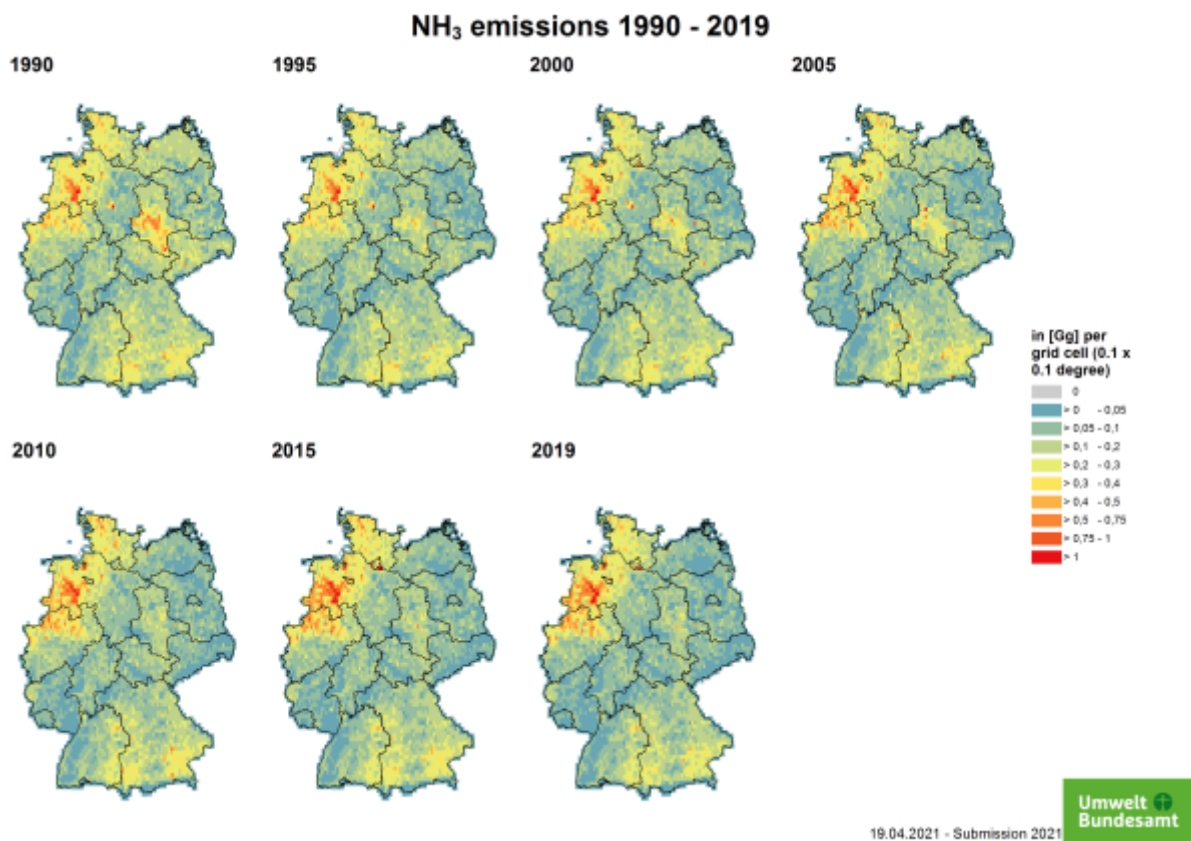 NH₃ emissions 1990 - 2019
1990
1995
2000
2005
in [Gg] per
grid cell (0.1 x
0.1 degree)
0
> 0 - 0,05
> 0,05 - 0,1
> 0,1 - 0,2
> 0,2 - 0,3
> 0,3 - 0,4
> 0,4 - 0,5
> 0,5 - 0,75
> 0,75 - 1
> 1
2010
2015
2019
Umwelt
Bundesamt
19.04.2021 - Submission 2021